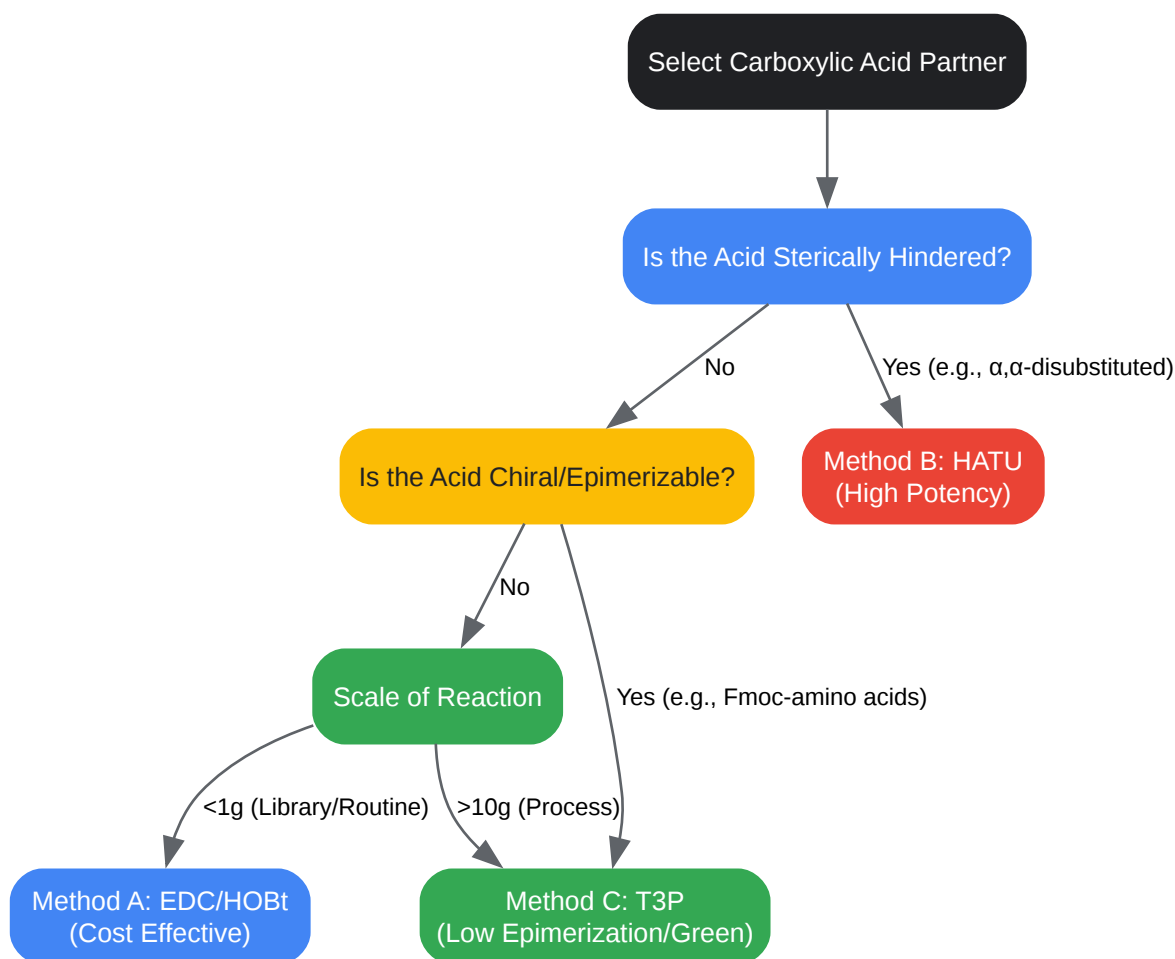 Select Carboxylic Acid Partner
Is the Acid Sterically Hindered?
No
Yes (e.g., α,α-disubstituted)
Is the Acid Chiral/Epimerizable?
Method B: HATU
(High Potency)
No
Scale of Reaction
Yes (e.g., Fmoc-amino acids)
<1g (Library/Routine)
>10g (Process)
Method A: EDC/HOBt
(Cost Effective)
Method C: T3P
(Low Epimerization/Green)